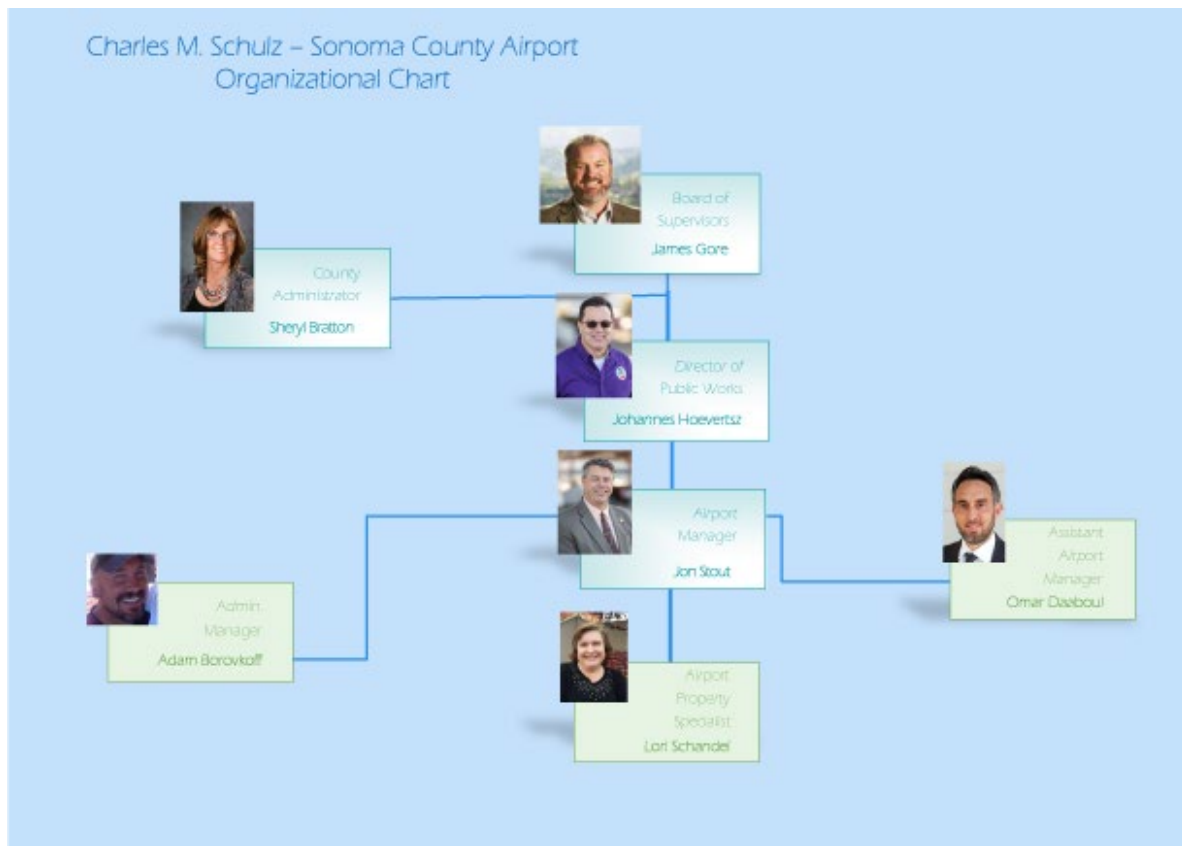 Charles M. Schulz – Sonoma County Airport
Organizational Chart
Board of
Supervisors
James Gore
County
Administrator
Sheryl Bratton
Director of
Public Works
Johannes Hoevertsz
Airport
Manager
Jon Stout
Assistant
Airport
Manager
Omar Daaboul
Admin.
Manager
Adam Borovkoff
Airport
Property
Specialist
Lori Schandel